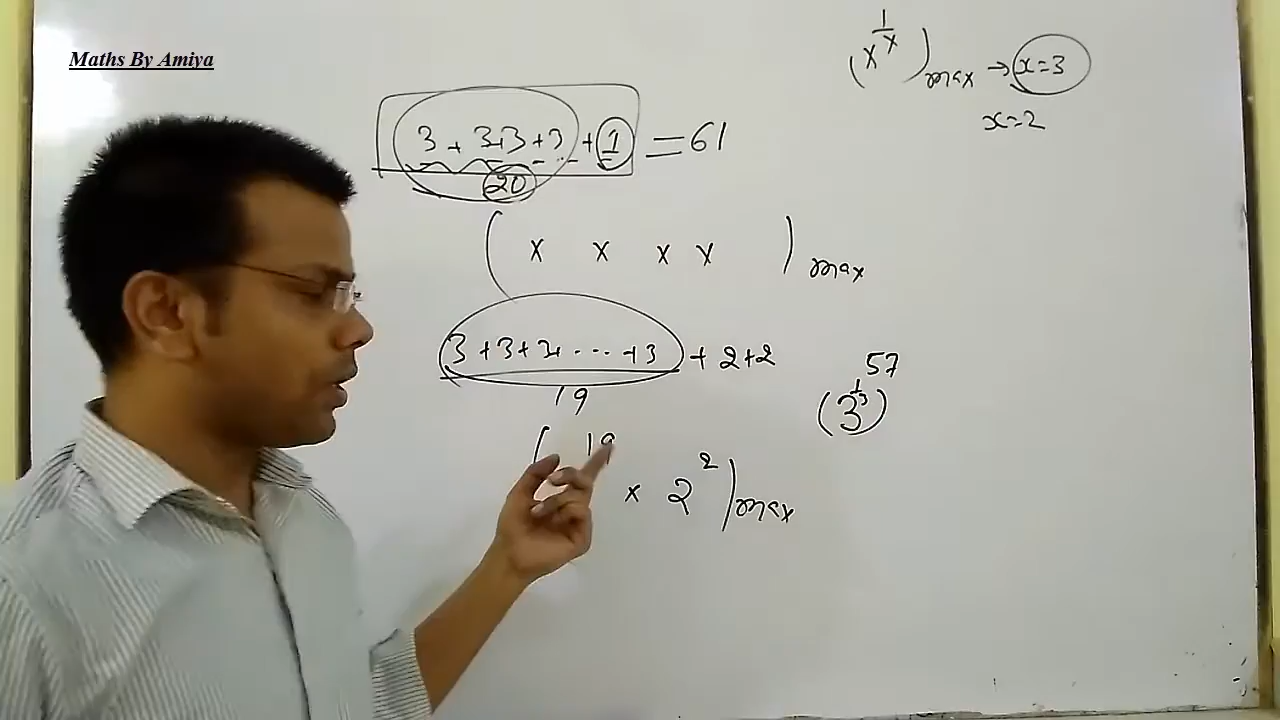 Maths By Amiya
(x^(1/x))max → x=3
x=2
3 + 3+3+3 ... + 1 = 61
20
( x x x x )max
3+3+3+ .... +3 + 2+2
19
(3^(1/3))^57
( 19 x 2^2 )max